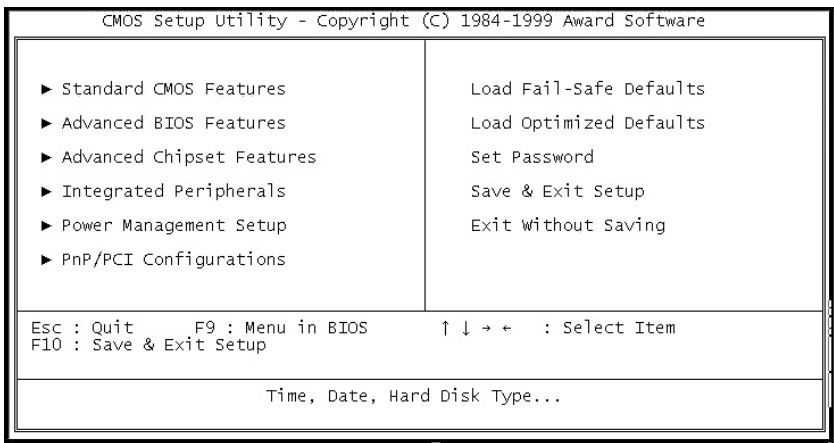 CMOS Setup Utility - Copyright (C) 1984-1999 Award Software
► Standard CMOS Features
► Advanced BIOS Features
► Advanced Chipset Features
► Integrated Peripherals
► Power Management Setup
► PnP/PCI Configurations
Load Fail-Safe Defaults
Load Optimized Defaults
Set Password
Save & Exit Setup
Exit Without Saving
Esc : Quit F9 : Menu in BIOS ↑ ↓ → ← : Select Item
F10 : Save & Exit Setup
Time, Date, Hard Disk Type...